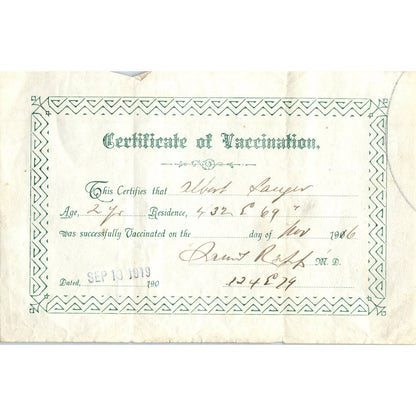 Certificate of Vaccination.
This Certifies that Albert Sauger
Age, 2 Yr Residence, 432 E 69"
was successfully Vaccinated on the day of Nov 1906
M. D.
Dated, SEP 10 1919 190
124 E 79